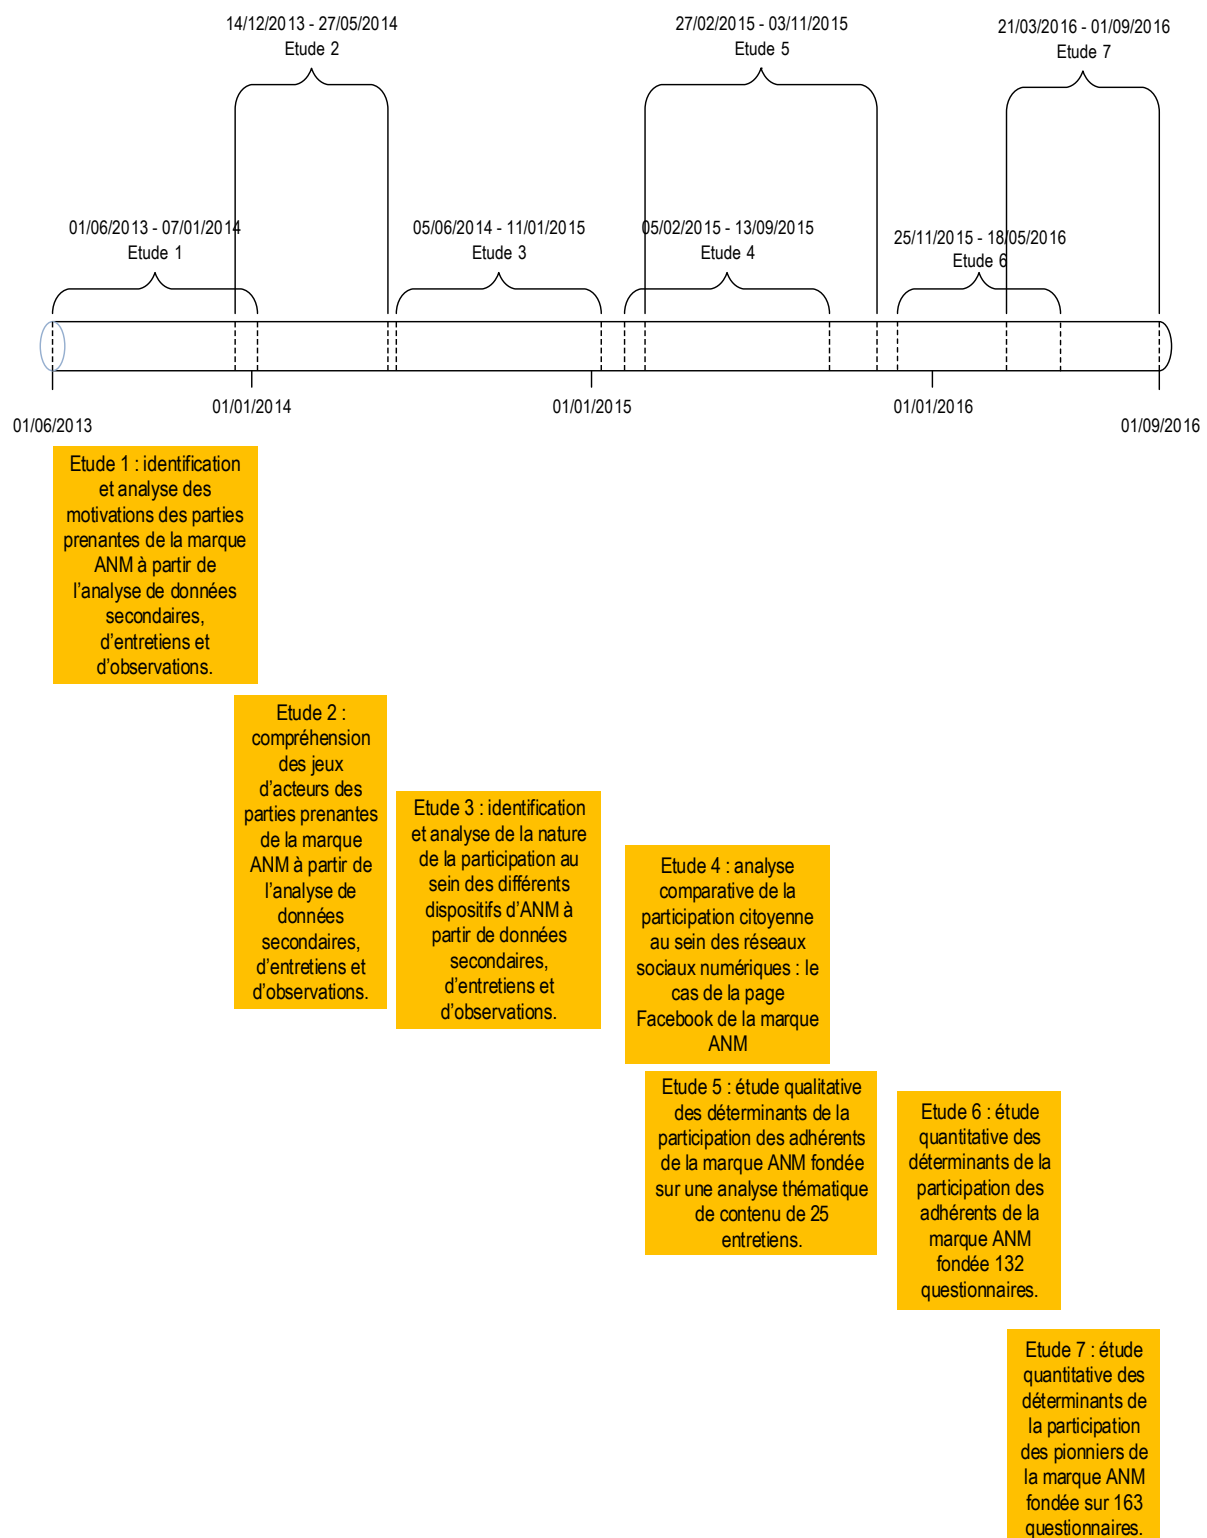 14/12/2013 - 27/05/2014
Etude 2
27/02/2015 - 03/11/2015
Etude 5
21/03/2016 - 01/09/2016
Etude 7
01/06/2013 - 07/01/2014
Etude 1
05/06/2014 - 11/01/2015
Etude 3
05/02/2015 - 13/09/2015
Etude 4
25/11/2015 - 18/05/2016
Etude 6
01/06/2013
01/01/2014
01/01/2015
01/01/2016
01/09/2016
Etude 1 : identification
et analyse des
motivations des parties
prenantes de la marque
ANM à partir de
l’analyse de données
secondaires,
d’entretiens et
d’observations.
Etude 2 :
compréhension
des jeux
d’acteurs des
parties prenantes
de la marque
ANM à partir de
l’analyse de
données
secondaires,
d’entretiens et
d’observations.
Etude 3 : identification
et analyse de la nature
de la participation au
sein des différents
dispositifs d’ANM à
partir de données
secondaires,
d’entretiens et
d’observations.
Etude 4 : analyse
comparative de la
participation citoyenne
au sein des réseaux
sociaux numériques : le
cas de la page
Facebook de la marque
ANM
Etude 5 : étude qualitative
des déterminants de la
participation des adhérents
de la marque ANM fondée
sur une analyse thématique
de contenu de 25
entretiens.
Etude 6 : étude
quantitative des
déterminants de la
participation des
adhérents de la
marque ANM
fondée 132
questionnaires.
Etude 7 : étude
quantitative des
déterminants de
la participation
des pionniers de
la marque ANM
fondée sur 163
questionnaires.